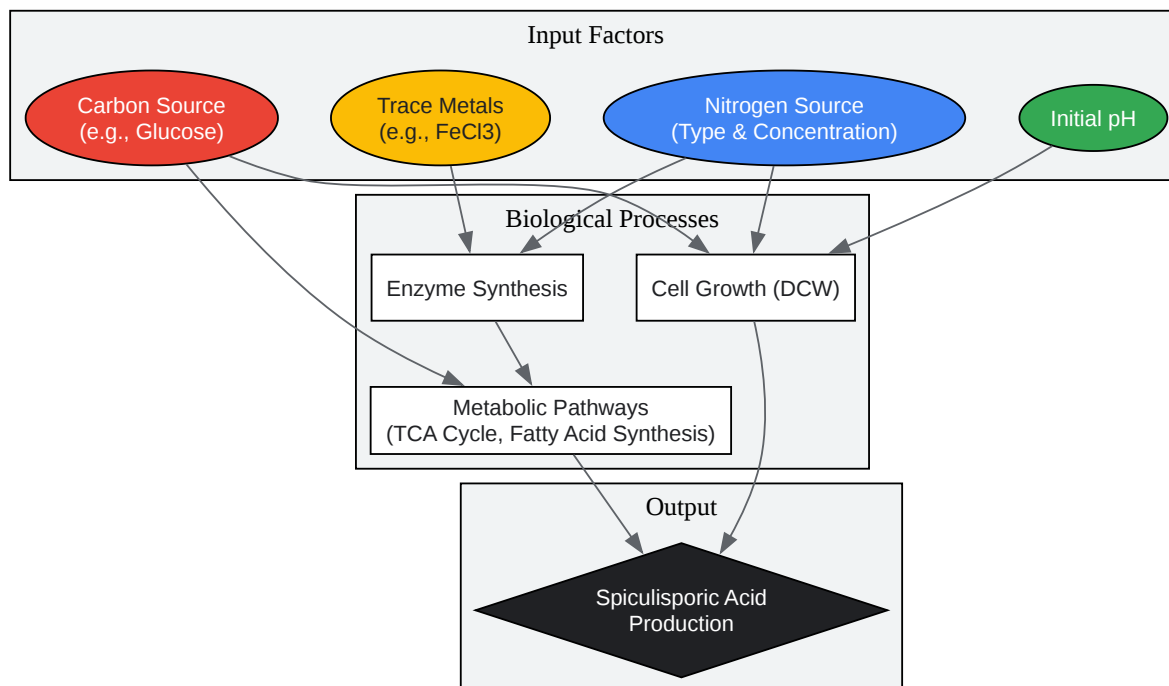 Input Factors
Carbon Source
(e.g., Glucose)
Trace Metals
(e.g., FeCl3)
Nitrogen Source
(Type & Concentration)
Initial pH
Biological Processes
Enzyme Synthesis
Cell Growth (DCW)
Metabolic Pathways
(TCA Cycle, Fatty Acid Synthesis)
Output
Spiculisporic Acid
Production